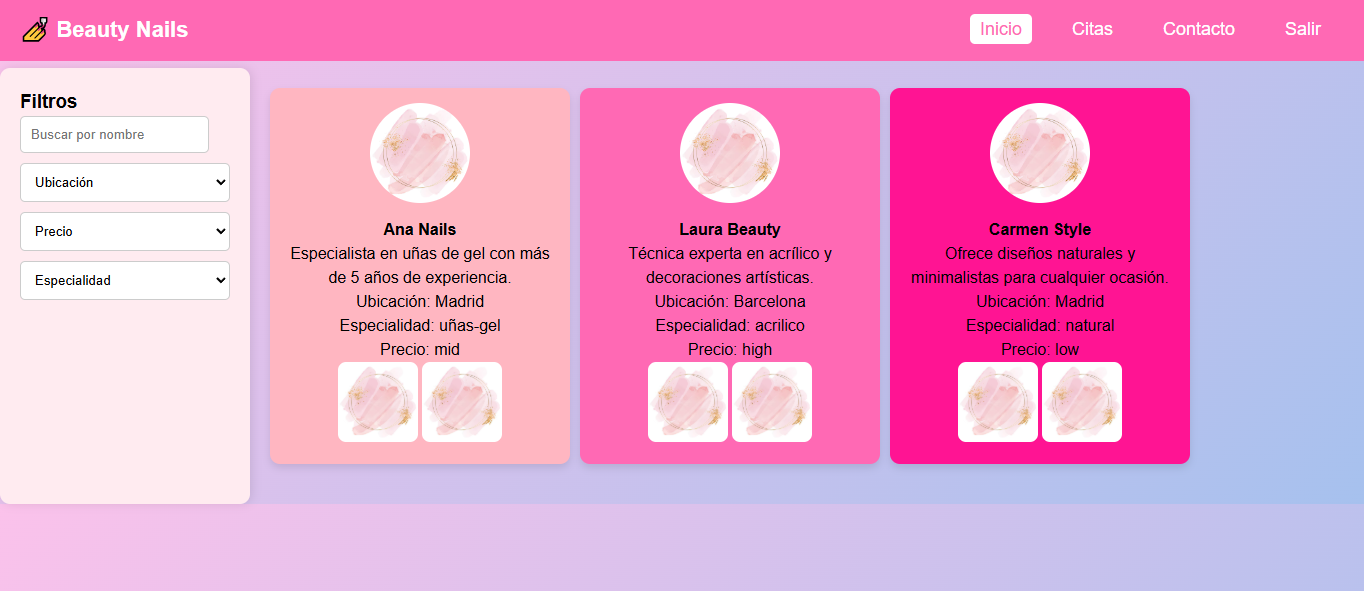 Beauty Nails
Inicio
Citas
Contacto
Salir
Filtros
Buscar por nombre
Ubicación
Precio
Especialidad
Ana Nails
Especialista en uñas de gel con más
de 5 años de experiencia.
Ubicación: Madrid
Especialidad: uñas-gel
Precio: mid
Laura Beauty
Técnica experta en acrílico y
decoraciones artísticas.
Ubicación: Barcelona
Especialidad: acrilico
Precio: high
Carmen Style
Ofrece diseños naturales y
minimalistas para cualquier ocasión.
Ubicación: Madrid
Especialidad: natural
Precio: low